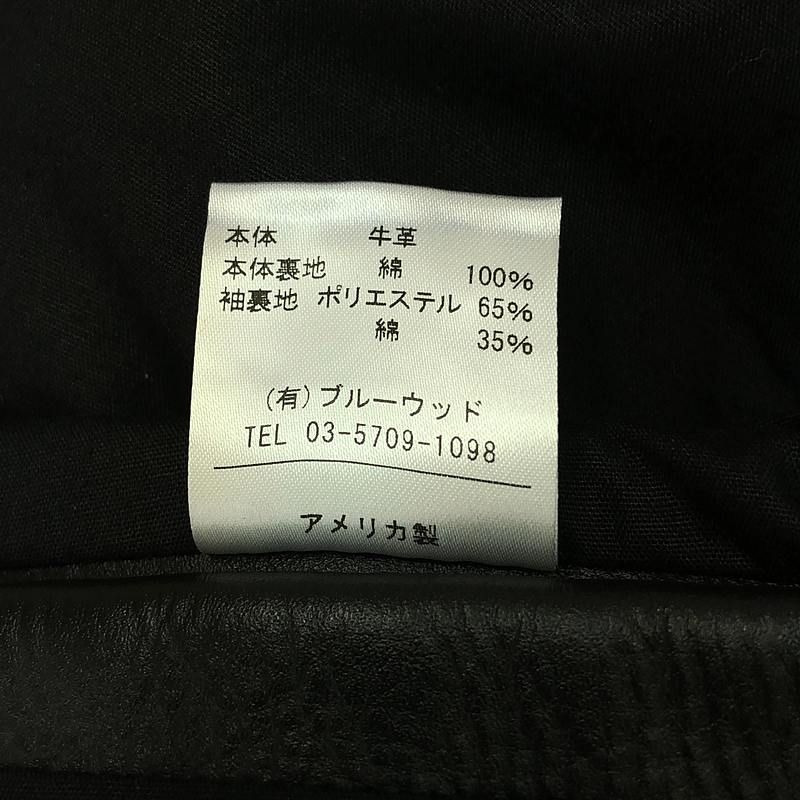 本体 牛革
本体裏地 綿 100%
袖裏地 ポリエステル 65%
綿 35%
(有)ブルーウッド
TEL 03-5709-1098
アメリカ製